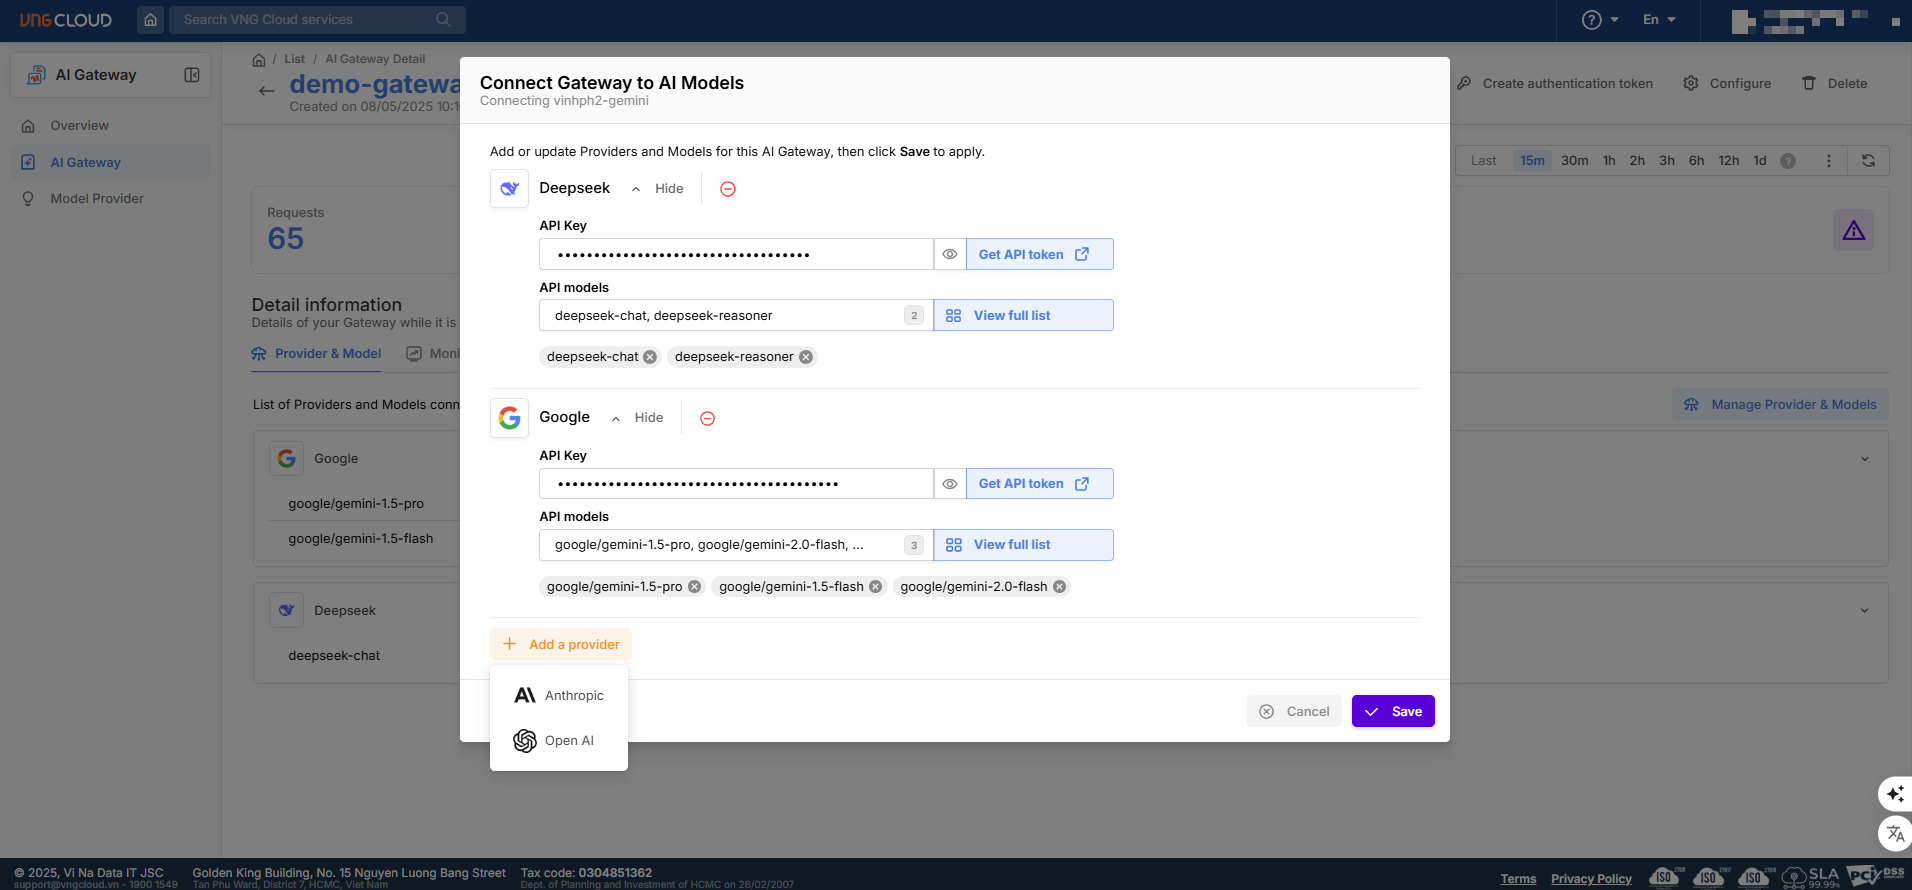 VNG CLOUD
Search VNG Cloud services
En
AI Gateway
Overview
AI Gateway
Model Provider
/ List / AI Gateway Detail
demo-gatewa
Created on 08/05/2025 10:1
Create authentication token
Configure
Delete
Last 15m 30m 1h 2h 3h 6h 12h 1d
Requests
65
Detail information
Details of your Gateway while it is
Provider & Model
Moni
List of Providers and Models conn
Manage Provider & Models
Google
google/gemini-1.5-pro
google/gemini-1.5-flash
Deepseek
deepseek-chat
Connect Gateway to AI Models
Connecting vinhph2-gemini
Add or update Providers and Models for this AI Gateway, then click Save to apply.
Deepseek
Hide
API Key
Get API token
API models
deepseek-chat, deepseek-reasoner
2
View full list
deepseek-chat
deepseek-reasoner
Google
Hide
API Key
Get API token
API models
google/gemini-1.5-pro, google/gemini-2.0-flash, ...
3
View full list
google/gemini-1.5-pro
google/gemini-1.5-flash
google/gemini-2.0-flash
+ Add a provider
Anthropic
Open AI
Cancel
Save
© 2025, Vi Na Data IT JSC
support@vngcloud.vn - 1900 1549
Golden King Building, No. 15 Nguyen Luong Bang Street
Tan Phu Ward, District 7, HCMC, Viet Nam
Tax code: 0304851362
Dept. of Planning and Investment of HCMC on 26/02/2007
Terms
Privacy Policy
ISO
ISO
ISO
SLA
99.99%
PCI DSS